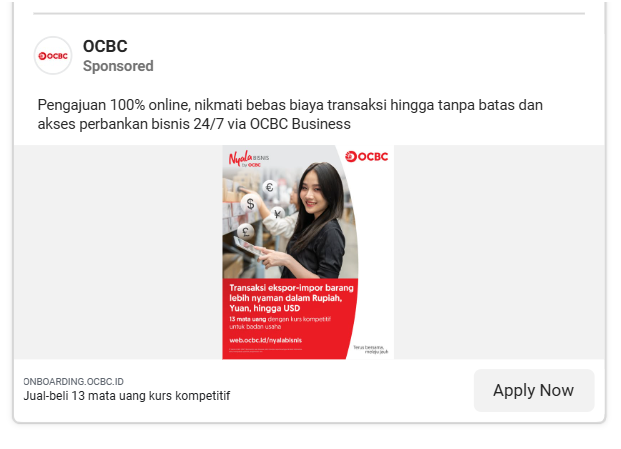 OCBC
OCBC
Sponsored
Pengajuan 100% online, nikmati bebas biaya transaksi hingga tanpa batas dan
akses perbankan bisnis 24/7 via OCBC Business
Nyala BISNIS
by OCBC
OCBC
€
$
¥
£
Transaksi ekspor-impor barang
lebih nyaman dalam Rupiah,
Yuan, hingga USD
13 mata uang dengan kurs kompetitif
untuk badan usaha
web.ocbc.id/nyalabisnis
Terus bersama,
melaju jauh
ONBOARDING.OCBC.ID
Jual-beli 13 mata uang kurs kompetitif
Apply Now